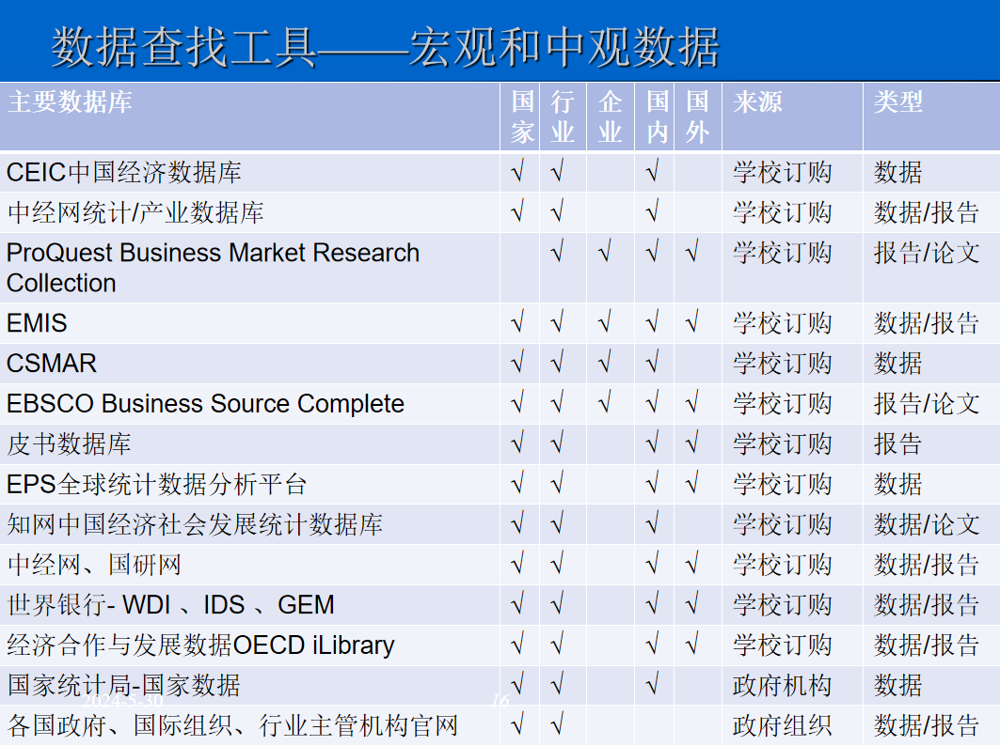 数据查找工具——宏观和中观数据
主要数据库 国家 行业 企业 国内 国外 来源 类型
CEIC中国经济数据库 √ √ √ 学校订购 数据
中经网统计/产业数据库 √ √ √ 学校订购 数据/报告
ProQuest Business Market Research √ √ √ √ 学校订购 报告/论文
Collection
EMIS √ √ √ √ √ 学校订购 数据/报告
CSMAR √ √ √ √ 学校订购 数据
EBSCO Business Source Complete √ √ √ √ √ 学校订购 报告/论文
皮书数据库 √ √ √ √ 学校订购 报告
EPS全球统计数据分析平台 √ √ √ √ 学校订购 数据
知网中国经济社会发展统计数据库 √ √ √ 学校订购 数据/论文
中经网、国研网 √ √ √ √ 学校订购 数据/报告
世界银行- WDI 、IDS 、GEM √ √ √ √ 学校订购 数据/报告
经济合作与发展数据OECD iLibrary √ √ √ √ 学校订购 数据/报告
国家统计局-国家数据 √ √ √ 政府机构 数据
2024-5-30 16
各国政府、国际组织、行业主管机构官网 √ √ 政府组织 数据/报告